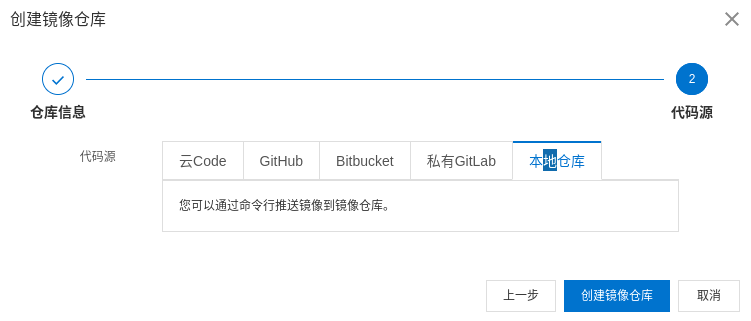 创建镜像仓库
2
仓库信息
代码源
代码源
云Code
GitHub
Bitbucket
私有GitLab
本地仓库
您可以通过命令行推送镜像到镜像仓库。
上一步
创建镜像仓库
取消